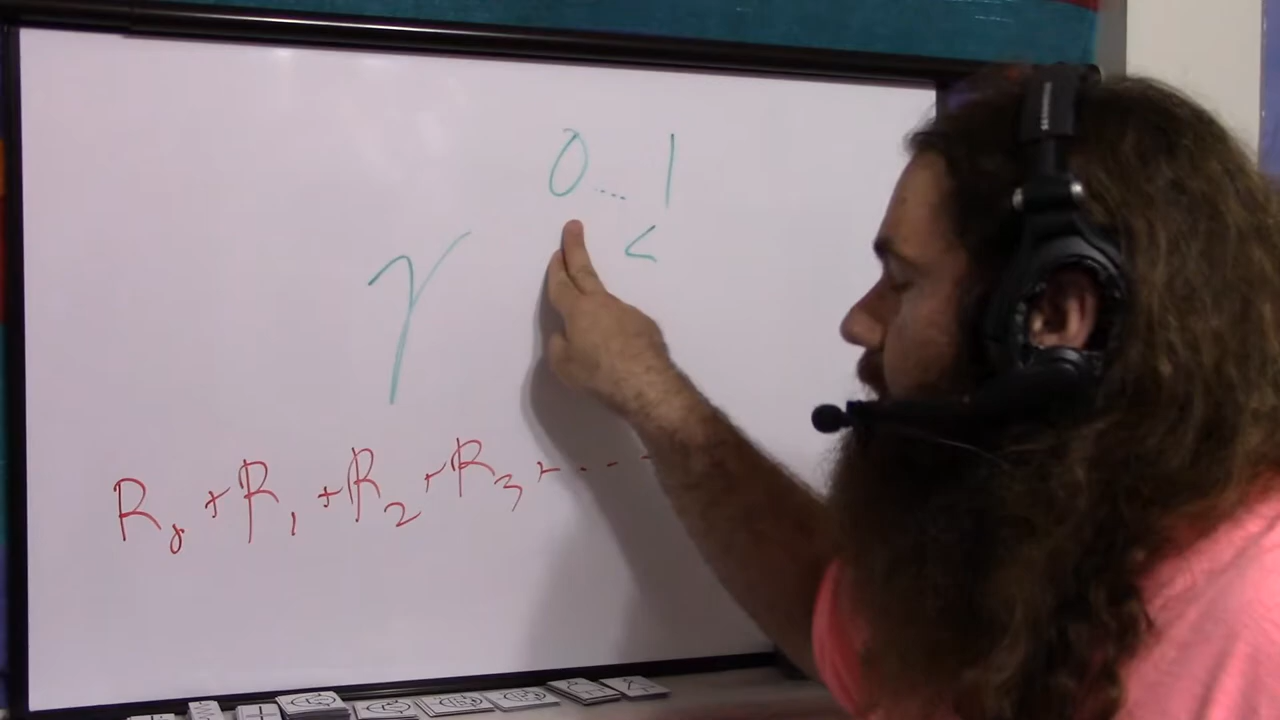 0 .... 1
<
γ
R₀ + R₁ + R₂ + R₃ + ....